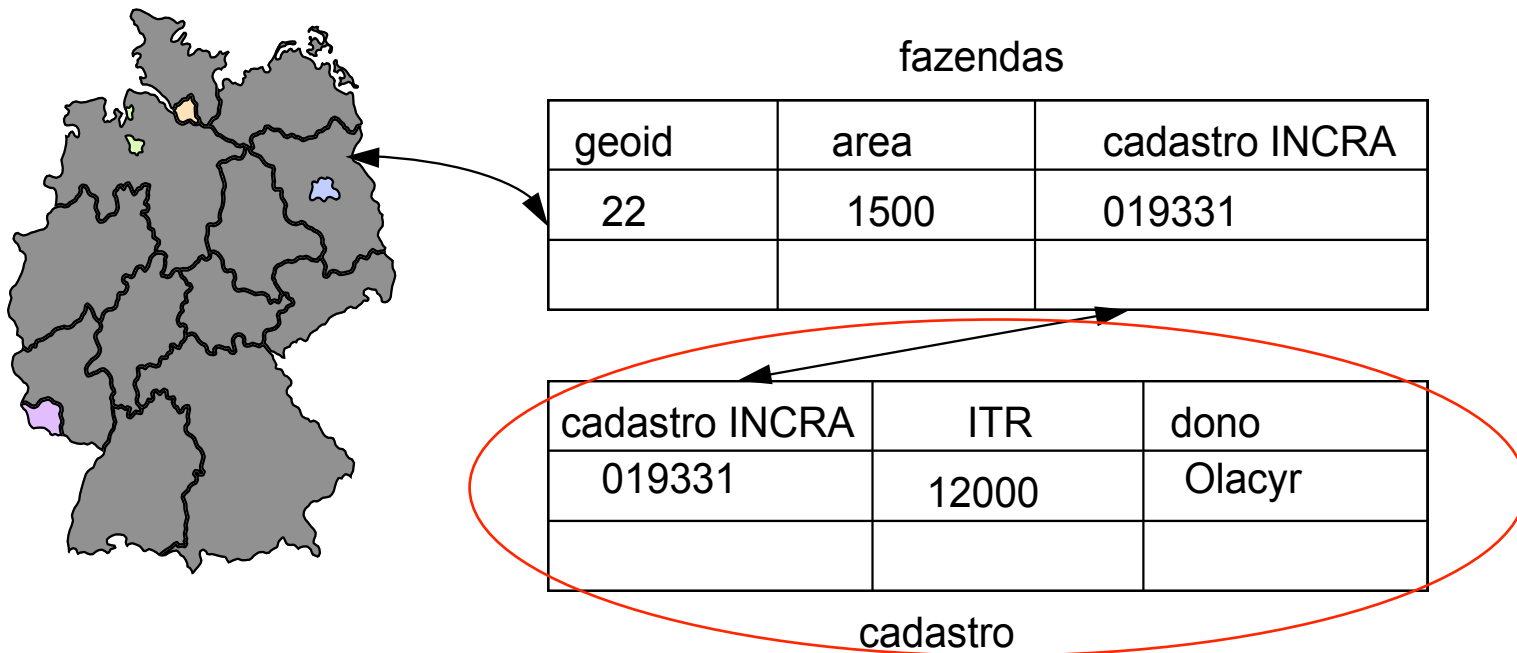 fazendas
geoid area cadastro INCRA
22 1500 019331
cadastro INCRA ITR dono
019331 12000 Olacyr
cadastro